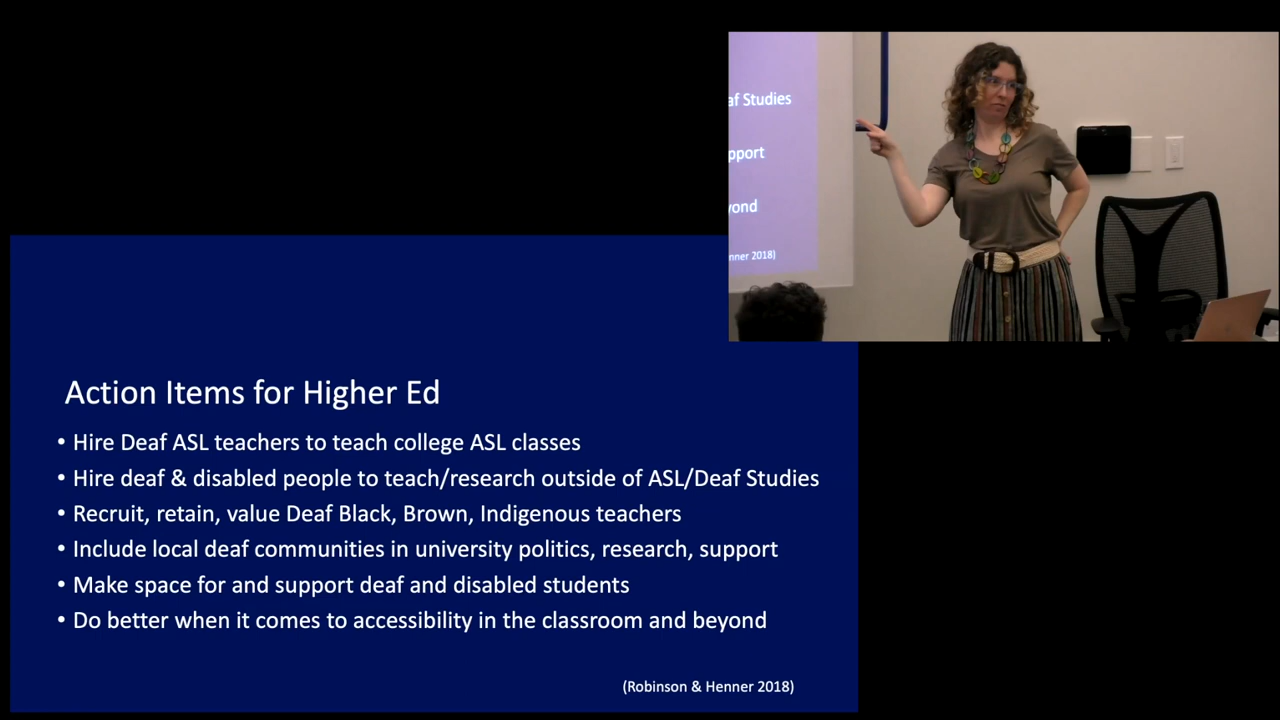 af Studies
pport
yond
nner 2018)
Action Items for Higher Ed
• Hire Deaf ASL teachers to teach college ASL classes
• Hire deaf & disabled people to teach/research outside of ASL/Deaf Studies
• Recruit, retain, value Deaf Black, Brown, Indigenous teachers
• Include local deaf communities in university politics, research, support
• Make space for and support deaf and disabled students
• Do better when it comes to accessibility in the classroom and beyond
(Robinson & Henner 2018)